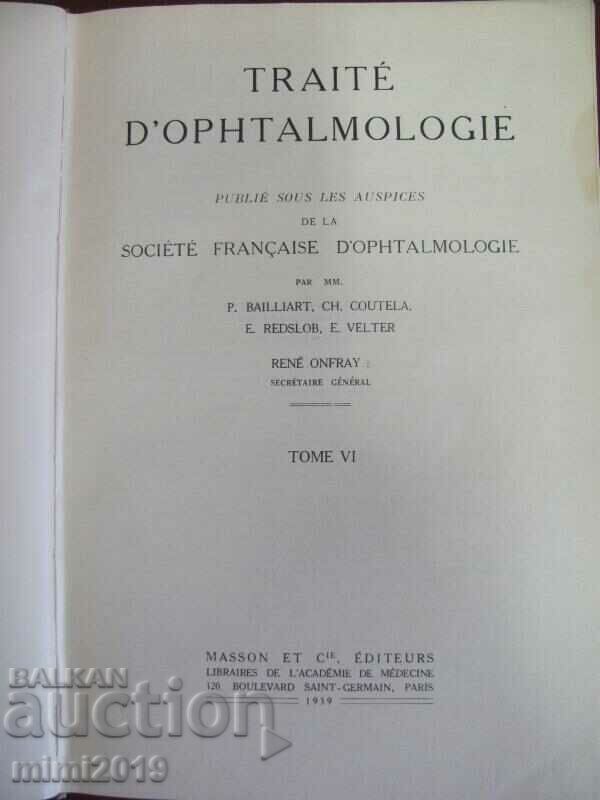 TRAITÉ
D'OPHTALMOLOGIE
PUBLIÉ SOUS LES AUSPICES
DE LA
SOCIÉTÉ FRANÇAISE D'OPHTALMOLOGIE
PAR MM.
P. BAILLIART, CH. COUTELA,
E. REDSLOB, E. VELTER
RENÉ ONFRAY
SECRÉTAIRE GÉNÉRAL
TOME VI
MASSON ET CIE, ÉDITEURS
LIBRAIRES DE L'ACADÉMIE DE MÉDECINE
120, BOULEVARD SAINT-GERMAIN, PARIS
1939
BALKAN
auction
mimi2019